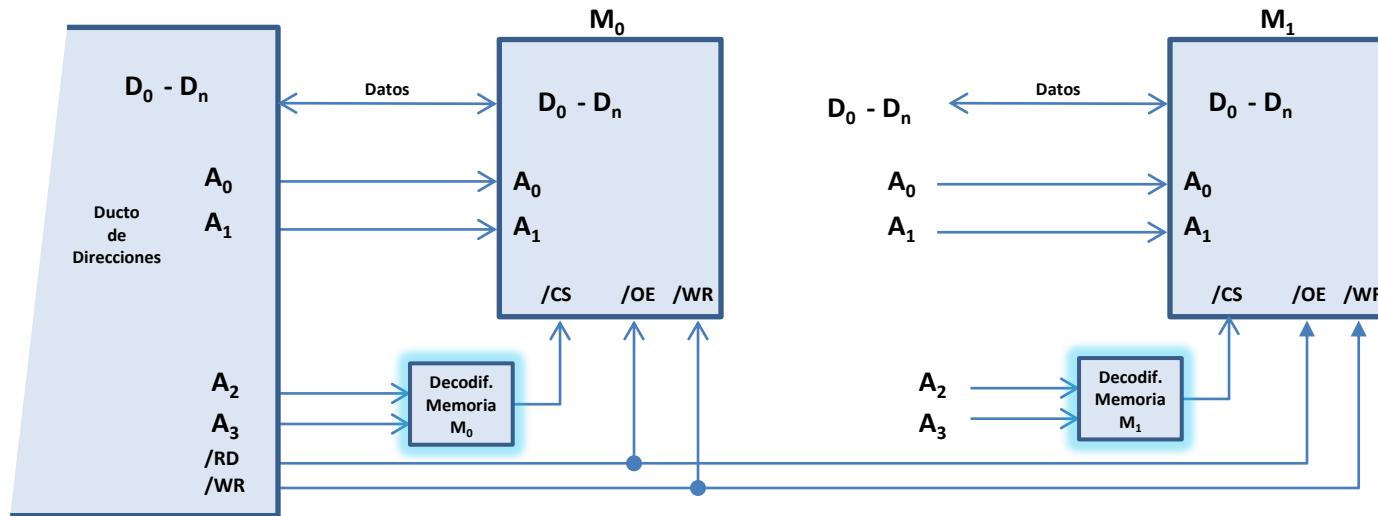 M₀
M₁
D₀ - Dₙ
Datos
D₀ - Dₙ
D₀ - Dₙ
Datos
D₀ - Dₙ
A₀
A₀
A₀
A₀
Ducto
de
Direcciones
A₁
A₁
A₁
A₁
/CS
/OE
/WR
/CS
/OE
/WR
A₂
A₃
Decodif.
Memoria
M₀
A₂
A₃
Decodif.
Memoria
M₁
/RD
/WR